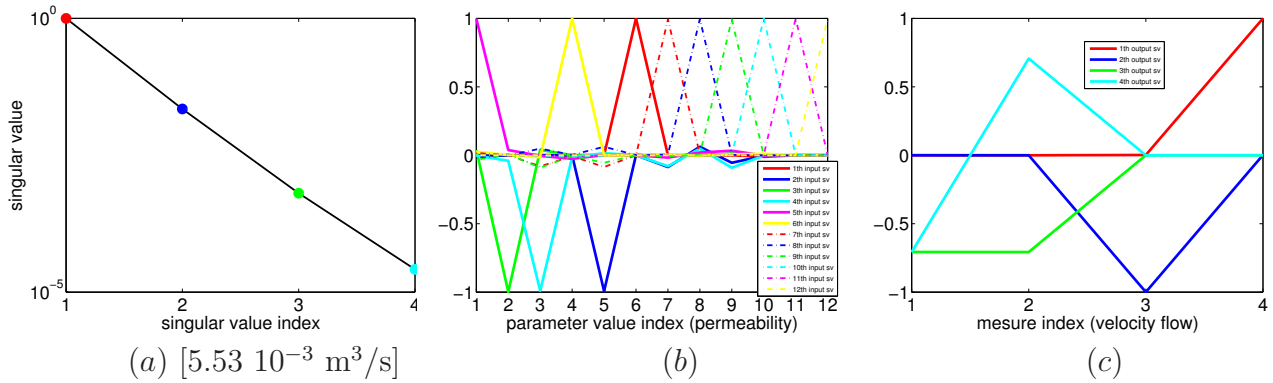 10^0
10^-5
singular value
1 2 3 4
singular value index
(a) [5.53 10^-3 m^3/s]
1
0.5
0
−0.5
−1
1 2 3 4 5 6 7 8 9 10 11 12
parameter value index (permeability)
1th input sv
2th input sv
3th input sv
4th input sv
5th input sv
6th input sv
7th input sv
8th input sv
9th input sv
10th input sv
11th input sv
12th input sv
(b)
1
0.5
0
−0.5
−1
1 2 3 4
mesure index (velocity flow)
1th output sv
2th output sv
3th output sv
4th output sv
(c)